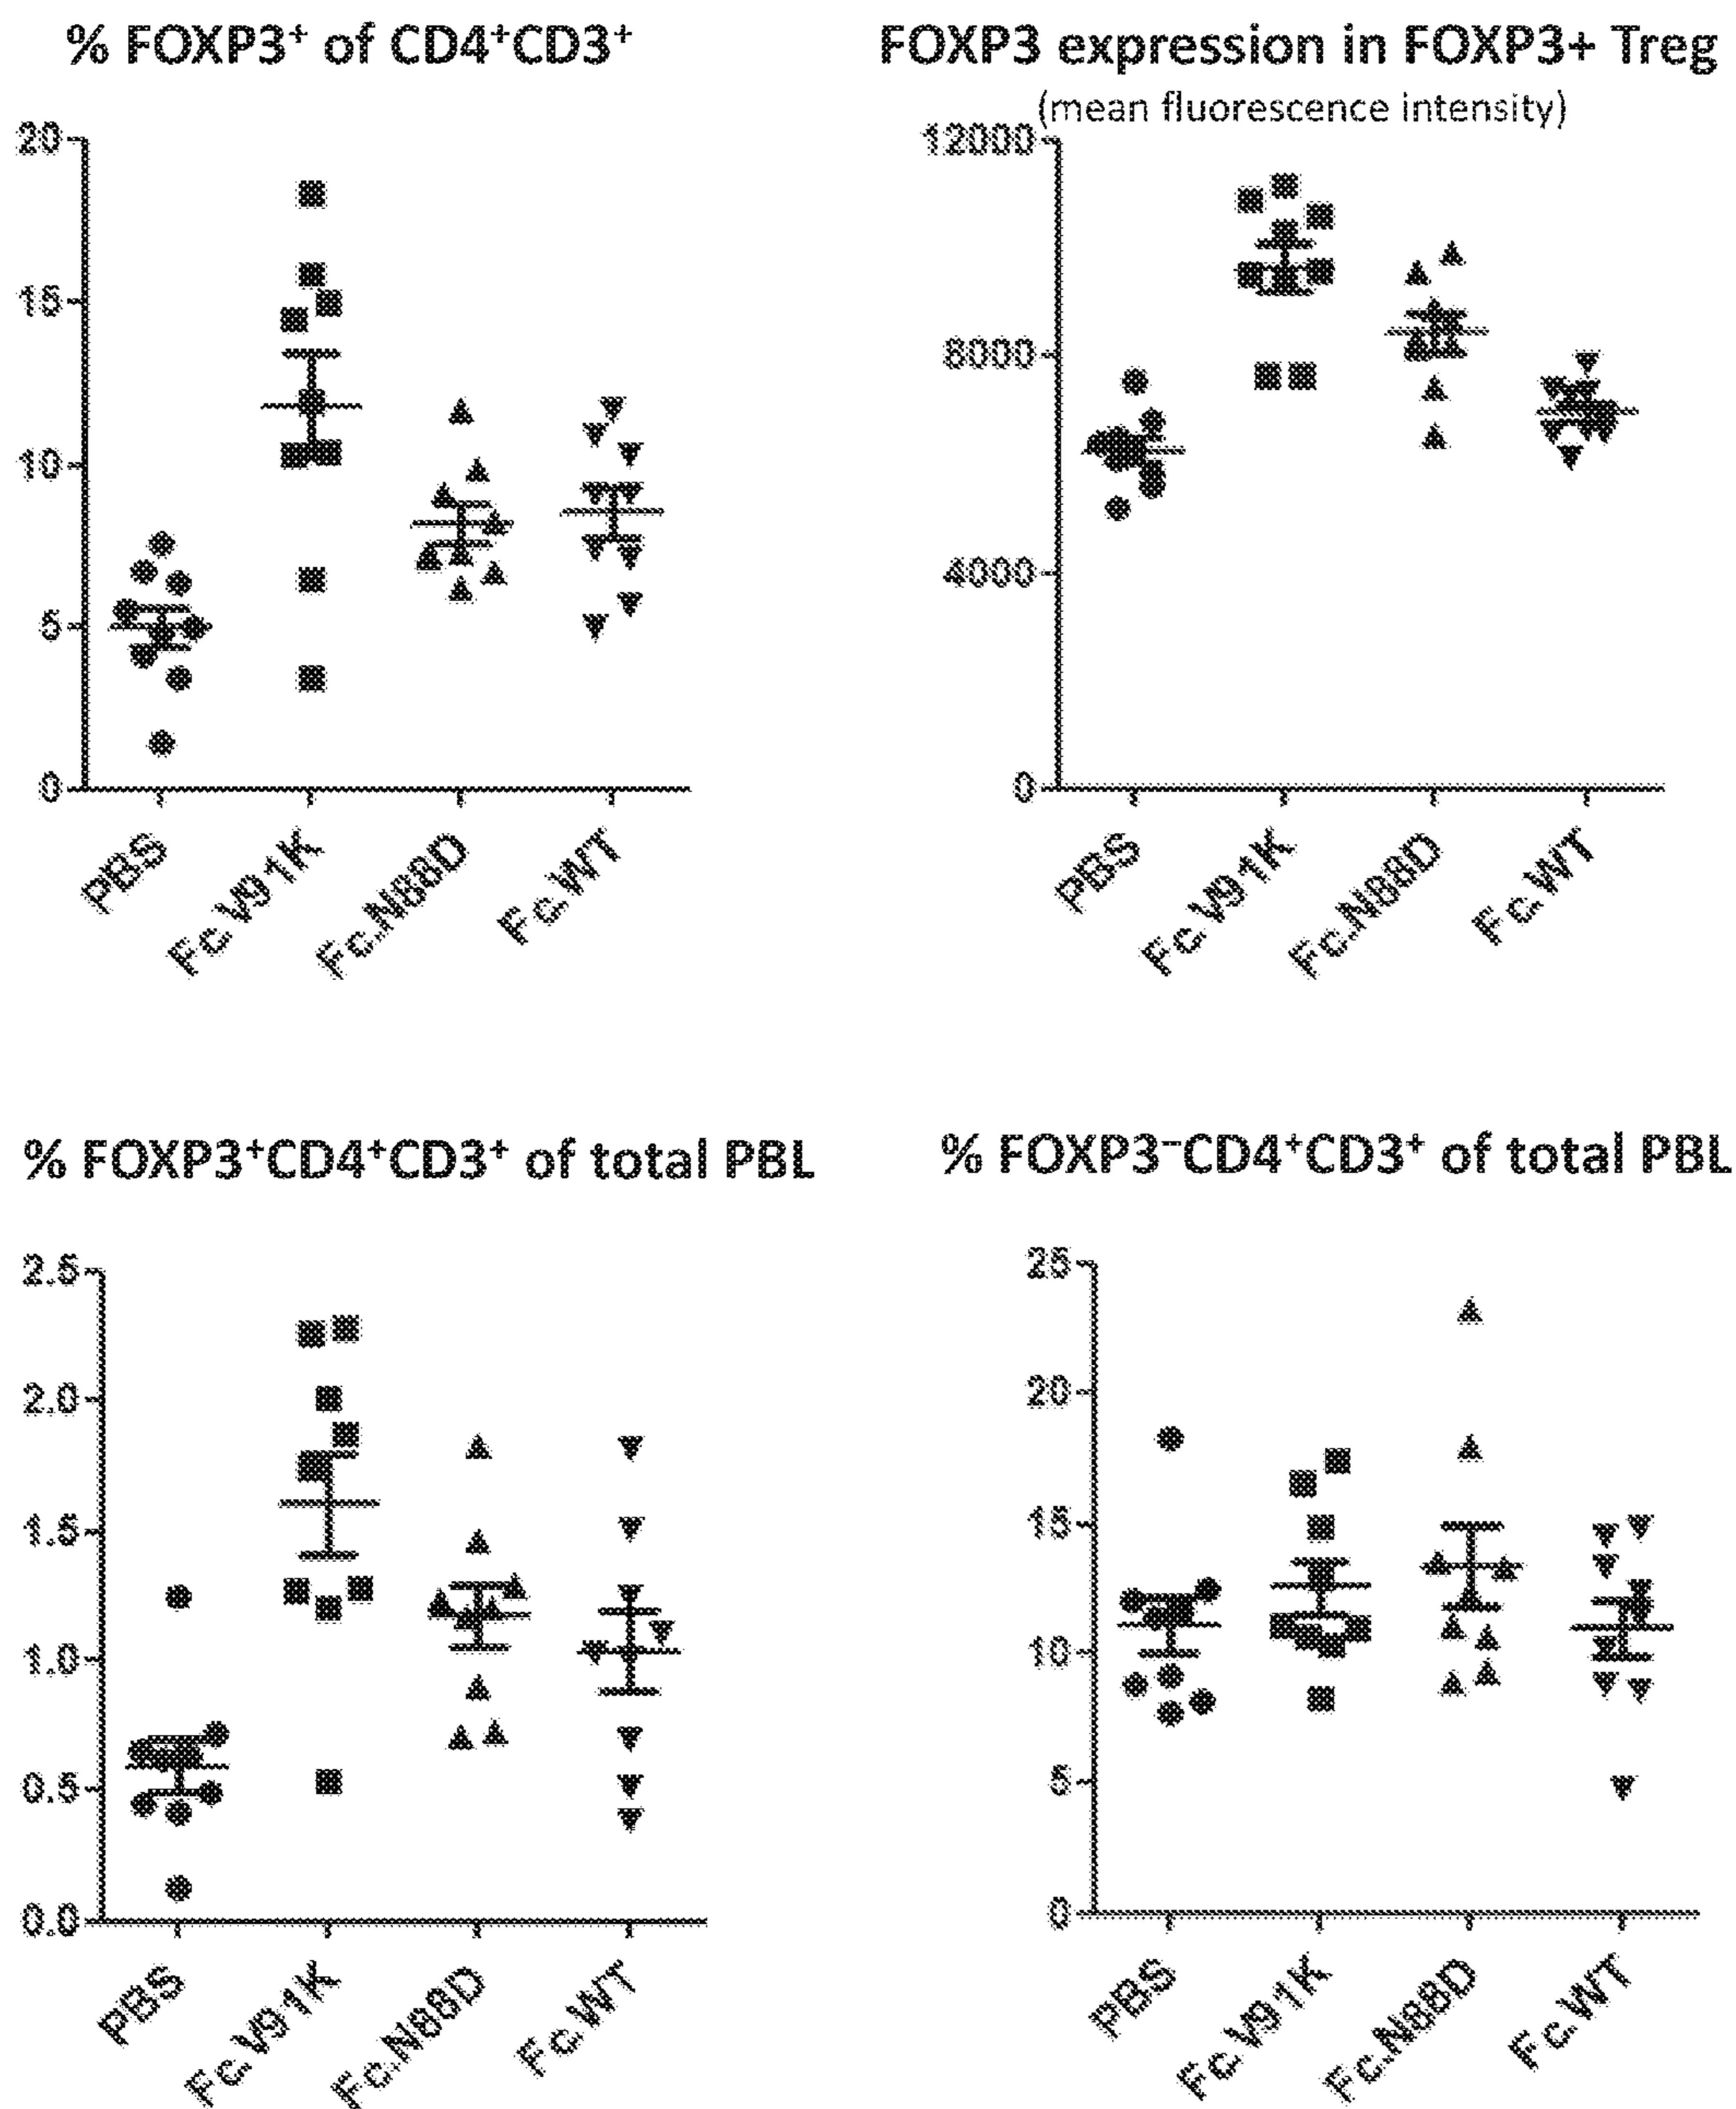 % FOXP3⁺ of CD4⁺CD3⁺
20
15
10
5
0
PBS
Fc.V91K
Fc.N88D
Fc.WT
FOXP3 expression in FOXP3+ Treg
(mean fluorescence intensity)
12000
8000
4000
0
PBS
Fc.V91K
Fc.N88D
Fc.WT
% FOXP3⁺CD4⁺CD3⁺ of total PBL
2.5
2.0
1.5
1.0
0.5
0.0
PBS
Fc.V91K
Fc.N88D
Fc.WT
% FOXP3⁻CD4⁺CD3⁺ of total PBL
25
20
15
10
5
0
PBS
Fc.V91K
Fc.N88D
Fc.WT